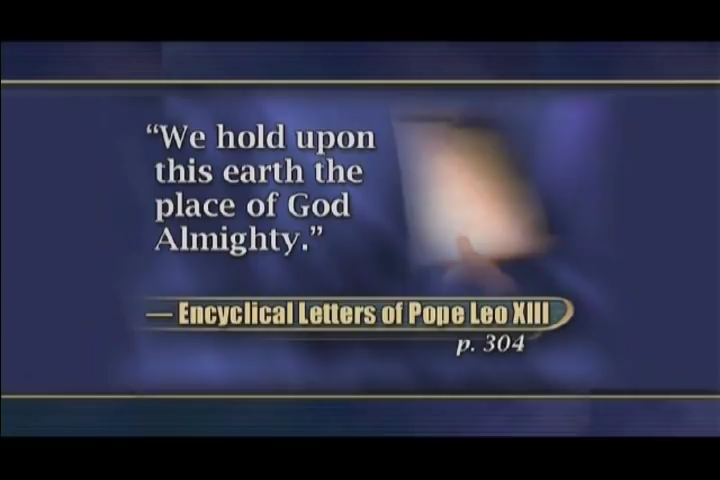 “We hold upon
this earth the
place of God
Almighty.”
— Encyclical Letters of Pope Leo XIII
p. 304